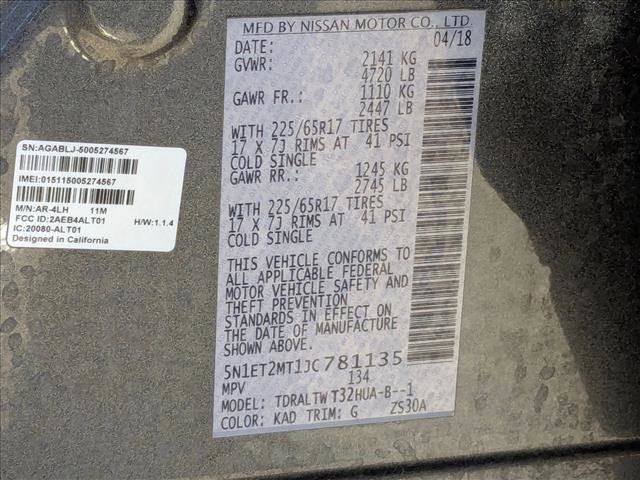 SN:AGABLJ-5005274567
IMEI:015115005274567
M/N:AR-4LH 11M
FCC ID:2AEB4ALT01 H/W:1.1.4
IC:20080-ALT01
Designed in California
MFD BY NISSAN MOTOR CO., LTD.
DATE: 04/18
GVWR: 2141 KG
4720 LB
GAWR FR.: 1110 KG
2447 LB
WITH 225/65R17 TIRES
17 X 7J RIMS AT 41 PSI
COLD SINGLE
GAWR RR.: 1245 KG
2745 LB
WITH 225/65R17 TIRES
17 X 7J RIMS AT 41 PSI
COLD SINGLE
THIS VEHICLE CONFORMS TO
ALL APPLICABLE FEDERAL
MOTOR VEHICLE SAFETY AND
THEFT PREVENTION
STANDARDS IN EFFECT ON
THE DATE OF MANUFACTURE
SHOWN ABOVE.
5N1ET2MT1JC781135
MPV 134
MODEL: TDRALTW T32HUA-B--1
COLOR: KAD TRIM: G ZS30A